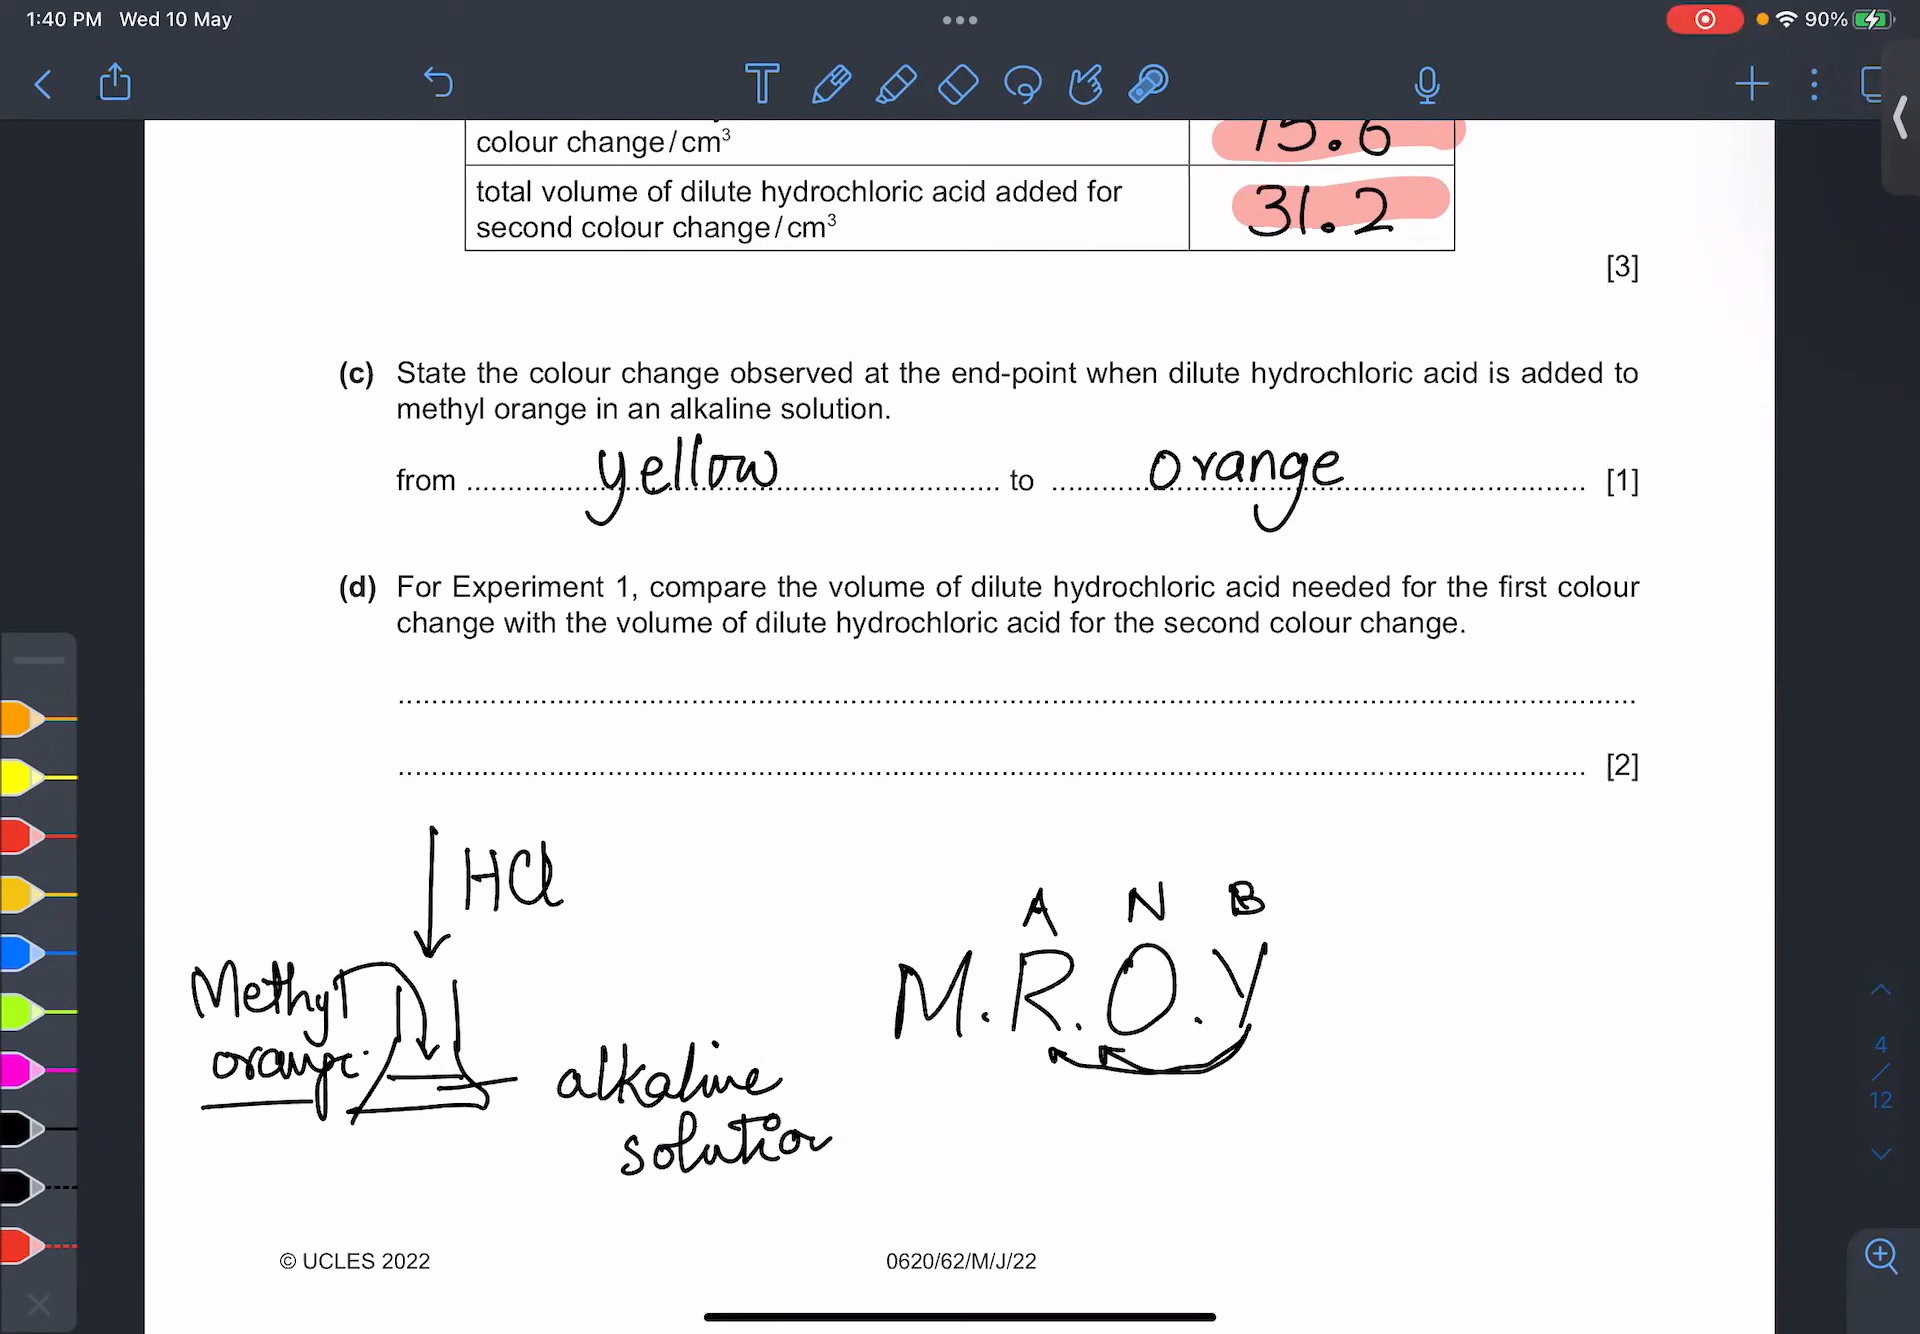 1:40 PM Wed 10 May
90%
colour change/cm³
15.6
total volume of dilute hydrochloric acid added for
second colour change/cm³
31.2
[3]
(c) State the colour change observed at the end-point when dilute hydrochloric acid is added to
methyl orange in an alkaline solution.
from yellow to orange [1]
(d) For Experiment 1, compare the volume of dilute hydrochloric acid needed for the first colour
change with the volume of dilute hydrochloric acid for the second colour change.
[2]
HCl
A N B
M.R.O.Y
Methyl
orange
alkaline
solution
4
/
12
© UCLES 2022
0620/62/M/J/22